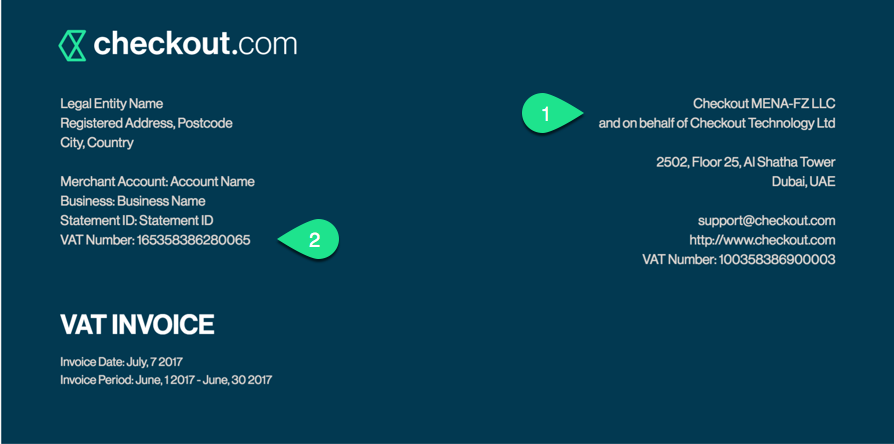 checkout.com
Legal Entity Name
Registered Address, Postcode
City, Country
Merchant Account: Account Name
Business: Business Name
Statement ID: Statement ID
VAT Number: 165358386280065
2
1
Checkout MENA-FZ LLC
and on behalf of Checkout Technology Ltd
2502, Floor 25, Al Shatha Tower
Dubai, UAE
support@checkout.com
http://www.checkout.com
VAT Number: 100358386900003
VAT INVOICE
Invoice Date: July, 7 2017
Invoice Period: June, 1 2017 - June, 30 2017